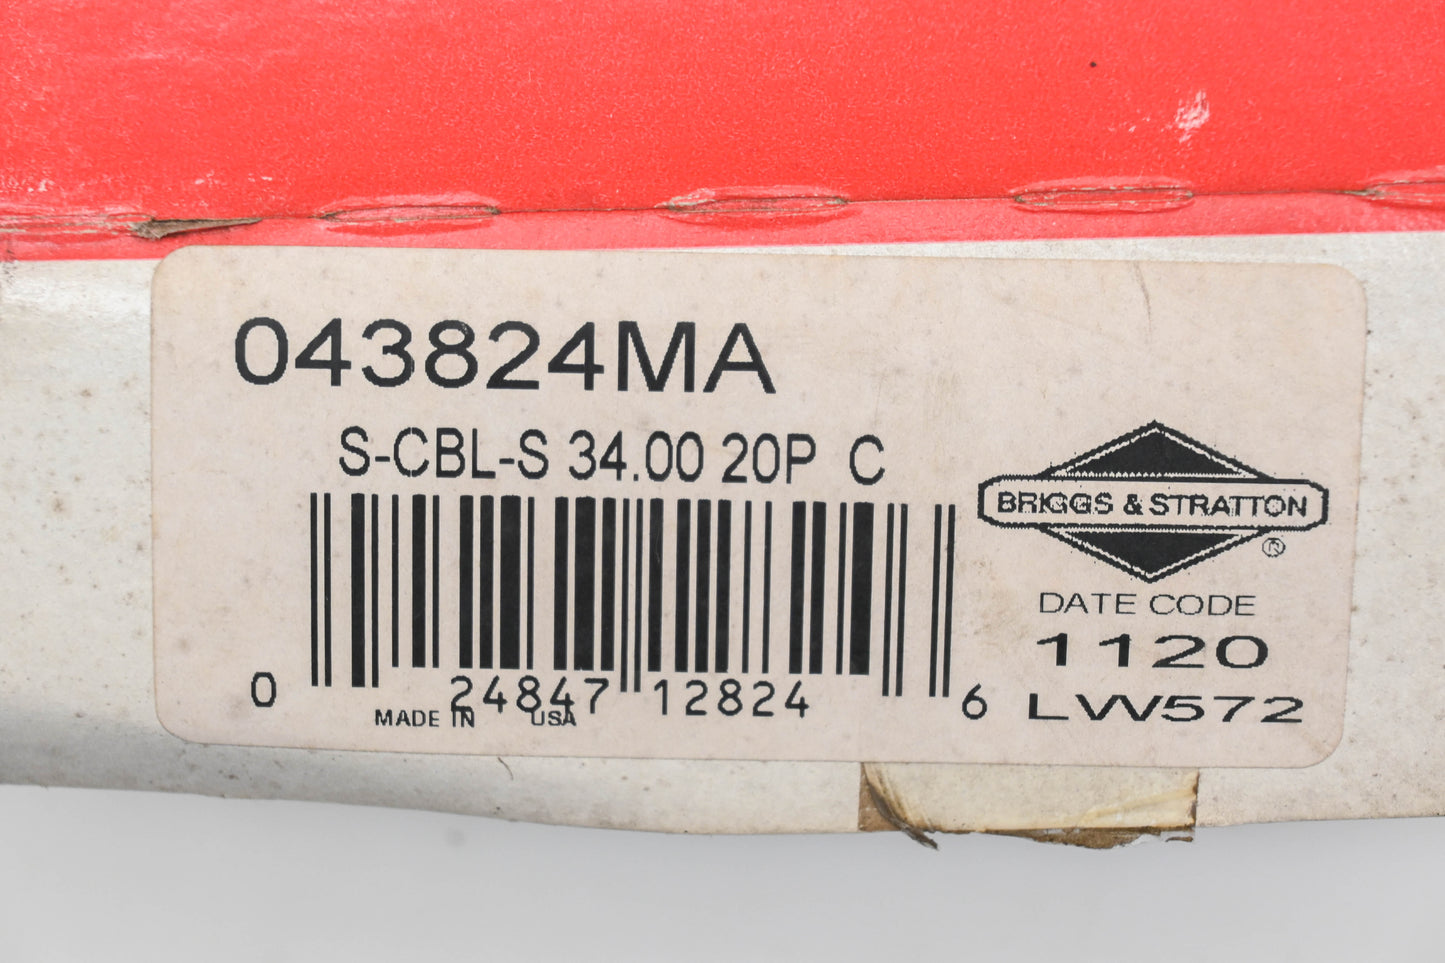 043824MA
S-CBL-S 34.00 20P C
BRIGGS & STRATTON
®
DATE CODE
1120
LW572
0 24847 12824 6
MADE IN USA